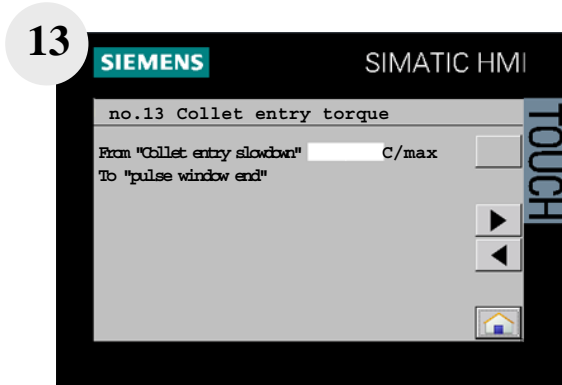 13
SIEMENS
SIMATIC HMI
TOUCH
no.13 Collet entry torque
From "Collet entry slowdown" C/max
To "pulse window end"